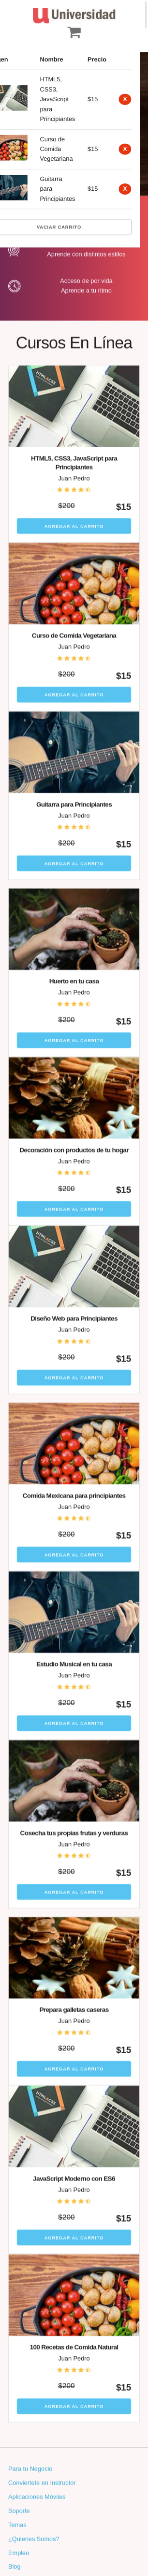 Universidad
en Nombre Precio
HTML5, CSS3, JavaScript para Principiantes $15 X
Curso de Comida Vegetariana $15 X
Guitarra para Principiantes $15 X
VACIAR CARRITO
Aprende con distintos estilos
Acceso de por vida
Aprende a tu ritmo
Cursos En Línea
HTML5, CSS3, JavaScript para
Principiantes
Juan Pedro
$200 $15
AGREGAR AL CARRITO
Curso de Comida Vegetariana
Juan Pedro
$200 $15
AGREGAR AL CARRITO
Guitarra para Principiantes
Juan Pedro
$200 $15
AGREGAR AL CARRITO
Huerto en tu casa
Juan Pedro
$200 $15
AGREGAR AL CARRITO
Decoración con productos de tu hogar
Juan Pedro
$200 $15
AGREGAR AL CARRITO
Diseño Web para Principiantes
Juan Pedro
$200 $15
AGREGAR AL CARRITO
Comida Mexicana para principiantes
Juan Pedro
$200 $15
AGREGAR AL CARRITO
Estudio Musical en tu casa
Juan Pedro
$200 $15
AGREGAR AL CARRITO
Cosecha tus propias frutas y verduras
Juan Pedro
$200 $15
AGREGAR AL CARRITO
Prepara galletas caseras
Juan Pedro
$200 $15
AGREGAR AL CARRITO
JavaScript Moderno con ES6
Juan Pedro
$200 $15
AGREGAR AL CARRITO
100 Recetas de Comida Natural
Juan Pedro
$200 $15
AGREGAR AL CARRITO
Para tu Negocio
Conviertete en Instructor
Aplicaciones Móviles
Soporte
Temas
¿Quienes Somos?
Empleo
Blog